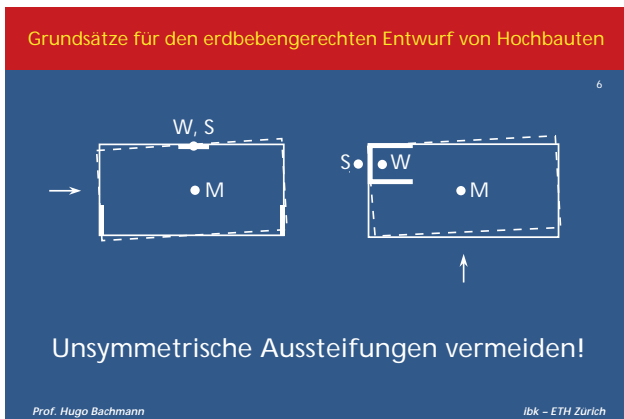 Grundsätze für den erdbebengerechten Entwurf von Hochbauten
6
W, S
M
S
W
M
Unsymmetrische Aussteifungen vermeiden!
Prof. Hugo Bachmann
ibk – ETH Zürich